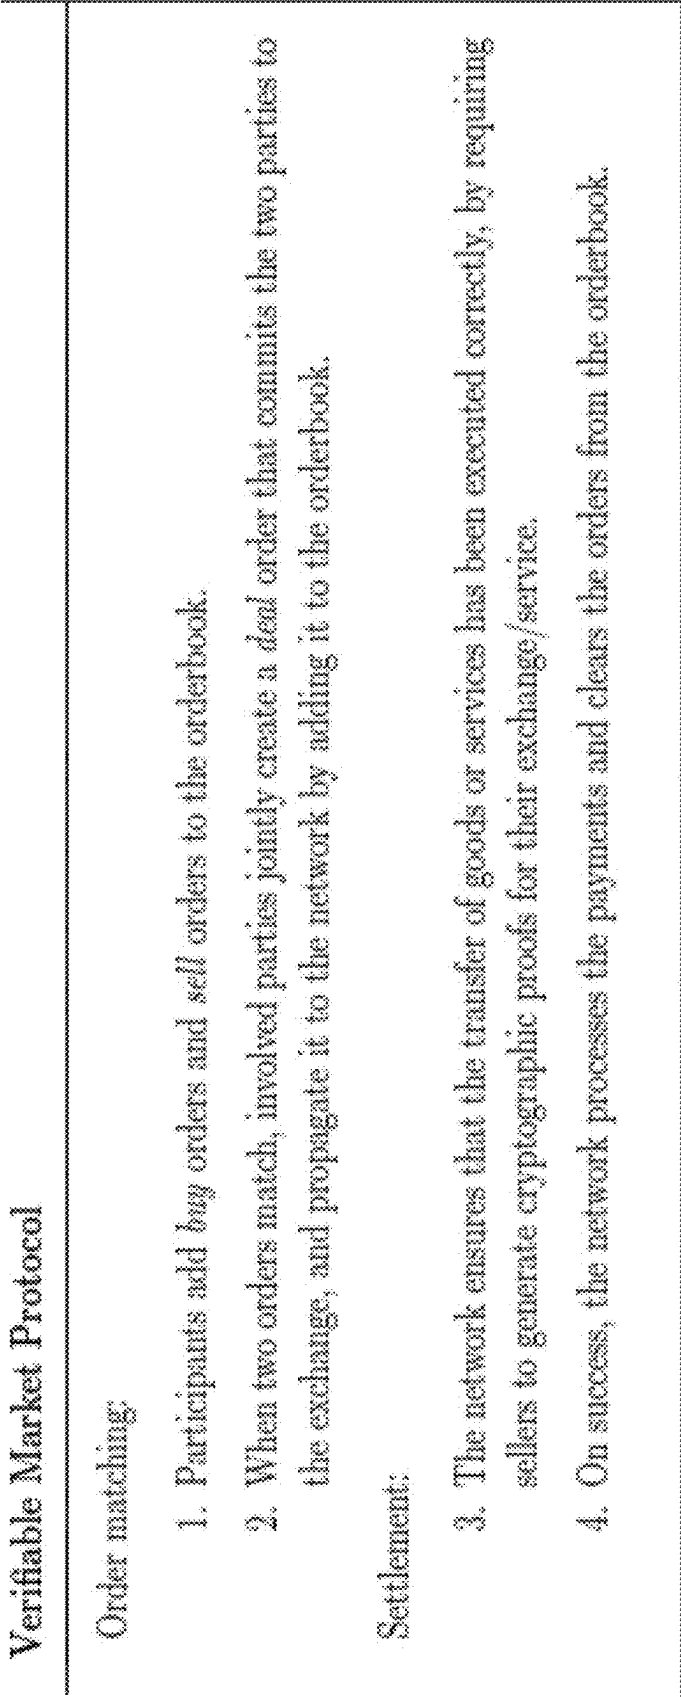 Verifiable Market Protocol
Order matching:
1. Participants add buy orders and sell orders to the orderbook.
2. When two orders match, involved parties jointly create a deal order that commits the two parties to
the exchange, and propagate it to the network by adding it to the orderbook.
Settlement:
3. The network ensures that the transfer of goods or services has been executed correctly, by requiring
sellers to generate cryptographic proofs for their exchange/service.
4. On success, the network processes the payments and clears the orders from the orderbook.